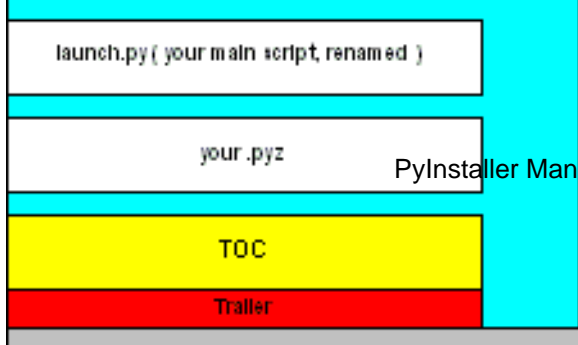 launch.py ( your main script, renamed )
your .pyz
PyInstaller Man
TOC
Trailer